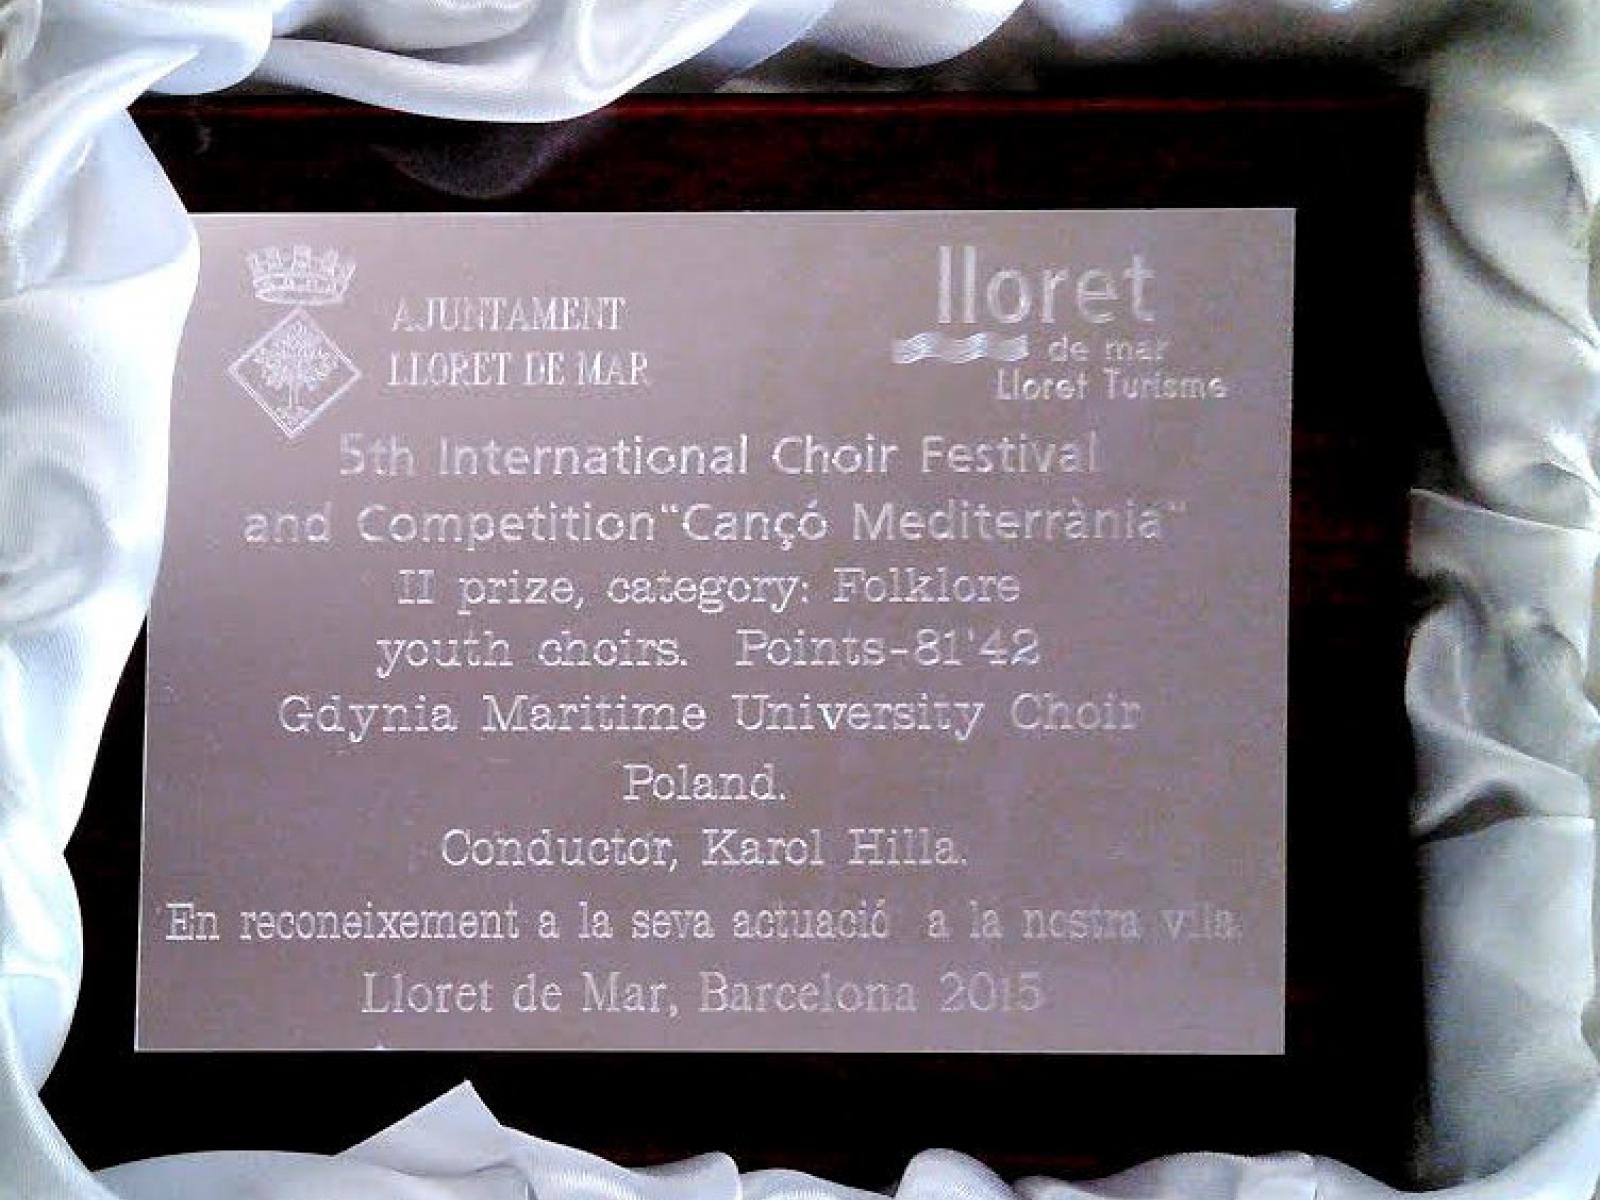 AJUNTAMENT
LLORET DE MAR
lloret
de mar
Lloret Turisme
5th International Choir Festival
and Competition "Cançó Mediterrània"
II prize, category: Folklore
youth choirs. Points-81'42
Gdynia Maritime University Choir
Poland.
Conductor, Karol Hilla.
En reconeixement a la seva actuació a la nostra vila.
Lloret de Mar, Barcelona 2015